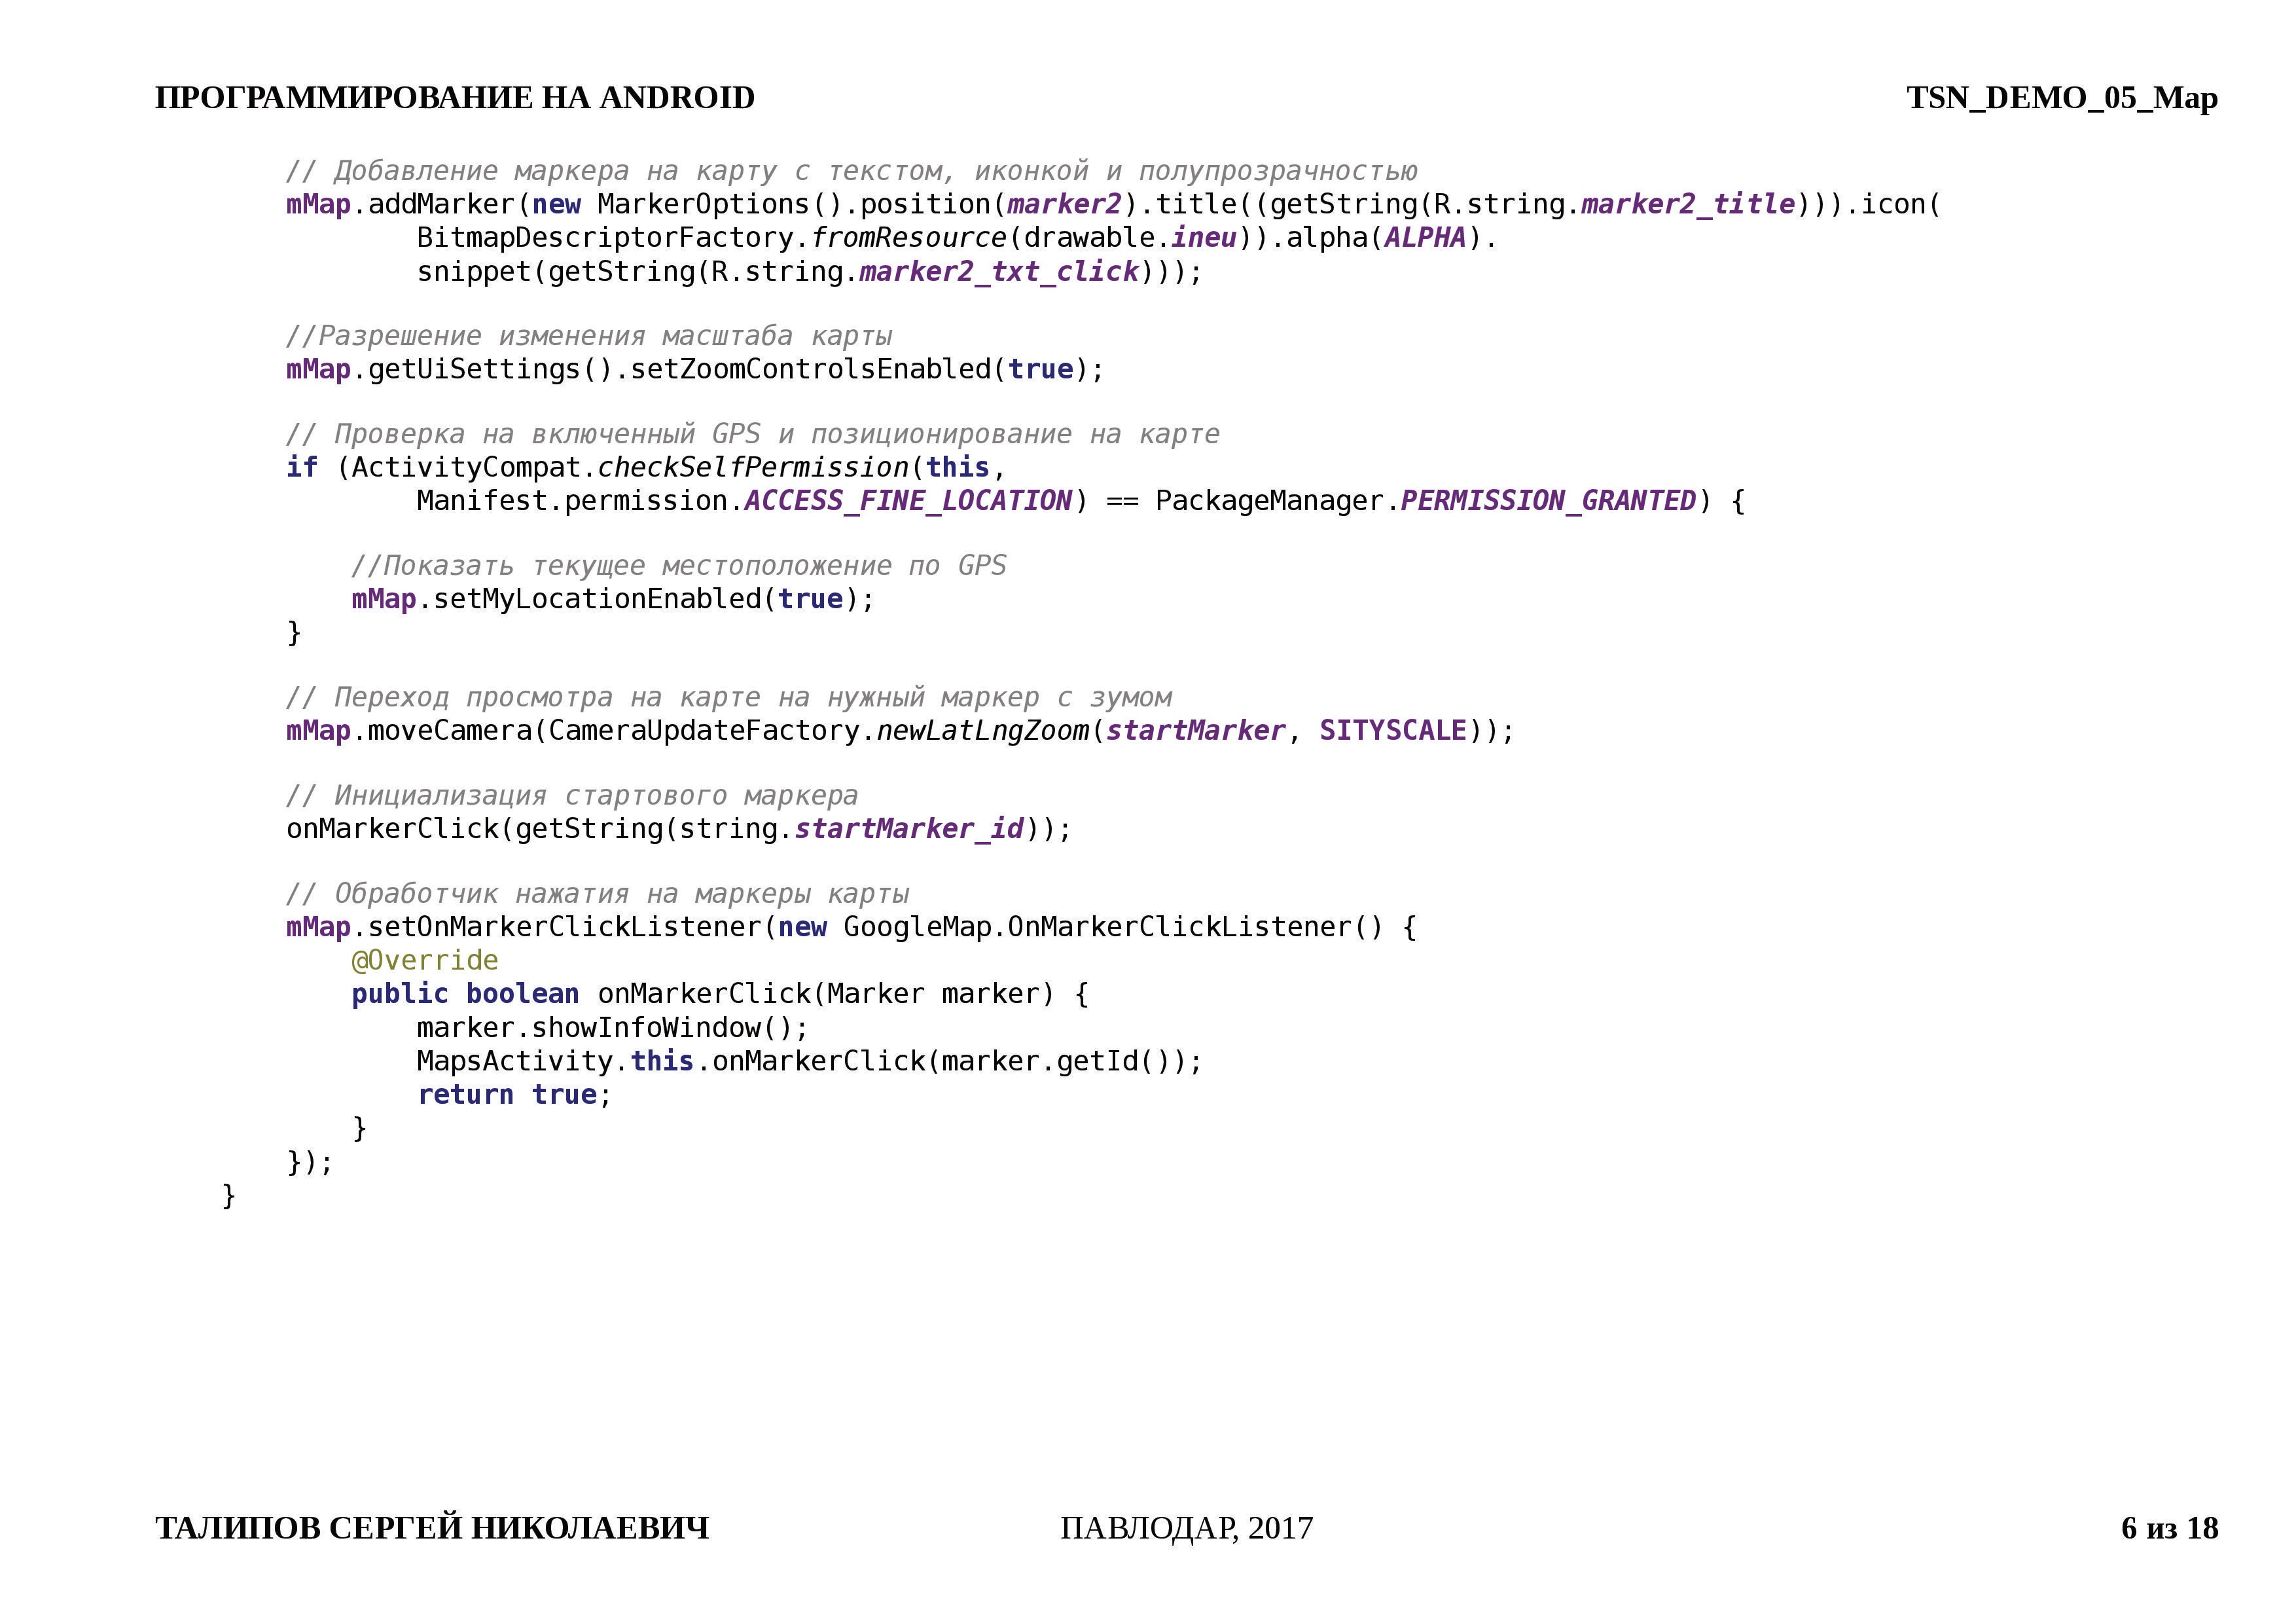 ПРОГРАММИРОВАНИЕ НА ANDROID TSN_DEMO_05_Map
// Добавление маркера на карту с текстом, иконкой и полупрозрачностью
mMap.addMarker(new MarkerOptions().position(marker2).title((getString(R.string.marker2_title))).icon(
BitmapDescriptorFactory.fromResource(drawable.ineu)).alpha(ALPHA).
snippet(getString(R.string.marker2_txt_click)));
//Разрешение изменения масштаба карты
mMap.getUiSettings().setZoomControlsEnabled(true);
// Проверка на включенный GPS и позиционирование на карте
if (ActivityCompat.checkSelfPermission(this,
Manifest.permission.ACCESS_FINE_LOCATION) == PackageManager.PERMISSION_GRANTED) {
//Показать текущее местоположение по GPS
mMap.setMyLocationEnabled(true);
}
// Переход просмотра на карте на нужный маркер с зумом
mMap.moveCamera(CameraUpdateFactory.newLatLngZoom(startMarker, SITYSCALE));
// Инициализация стартового маркера
onMarkerClick(getString(string.startMarker_id));
// Обработчик нажатия на маркеры карты
mMap.setOnMarkerClickListener(new GoogleMap.OnMarkerClickListener() {
@Override
public boolean onMarkerClick(Marker marker) {
marker.showInfoWindow();
MapsActivity.this.onMarkerClick(marker.getId());
return true;
}
});
}
ТАЛИПОВ СЕРГЕЙ НИКОЛАЕВИЧ ПАВЛОДАР, 2017 6 из 18